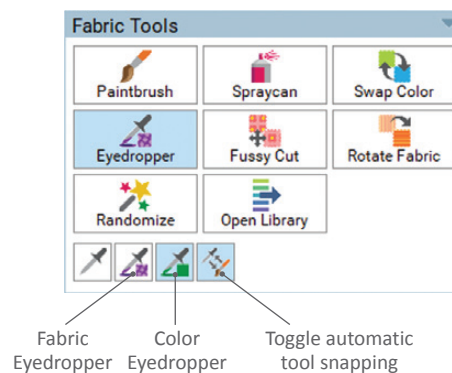 Fabric Tools
Paintbrush
Spraycan
Swap Color
Eyedropper
Fussy Cut
Rotate Fabric
Randomize
Open Library
Fabric
Eyedropper
Color
Eyedropper
Toggle automatic
tool snapping